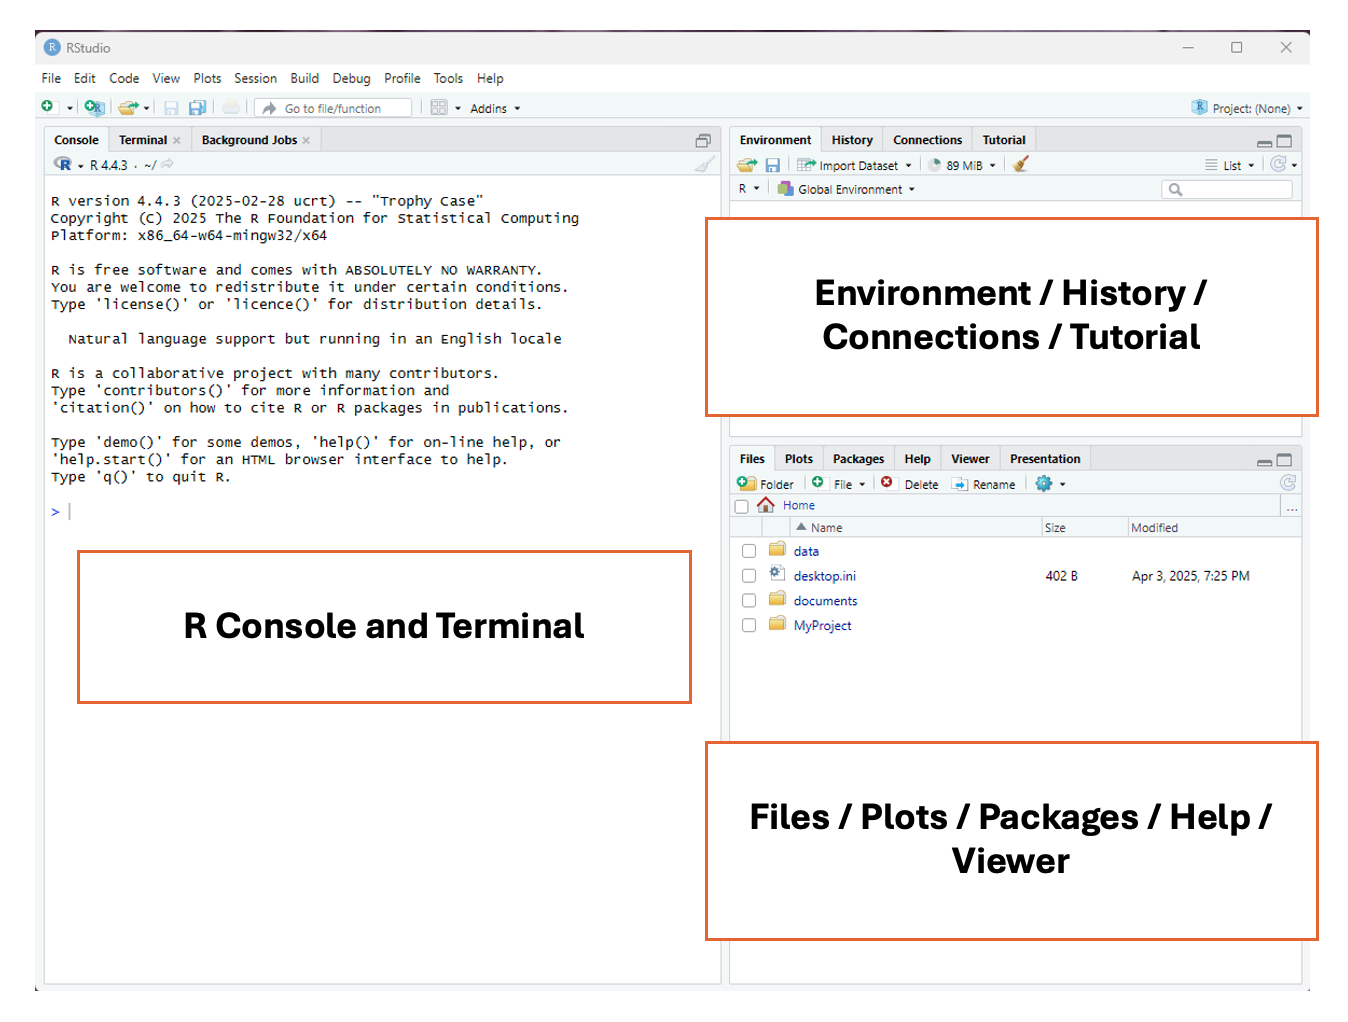 RStudio
File Edit Code View Plots Session Build Debug Profile Tools Help
Go to file/function Addins Project: (None)
Console Terminal Background Jobs
R 4.4.3 · ~/
R version 4.4.3 (2025-02-28 ucrt) -- "Trophy Case"
Copyright (C) 2025 The R Foundation for Statistical Computing
Platform: x86_64-w64-mingw32/x64
R is free software and comes with ABSOLUTELY NO WARRANTY.
You are welcome to redistribute it under certain conditions.
Type 'license()' or 'licence()' for distribution details.
Natural language support but running in an English locale
R is a collaborative project with many contributors.
Type 'contributors()' for more information and
'citation()' on how to cite R or R packages in publications.
Type 'demo()' for some demos, 'help()' for on-line help, or
'help.start()' for an HTML browser interface to help.
Type 'q()' to quit R.
>
R Console and Terminal
Environment History Connections Tutorial
Import Dataset 89 MiB List
R Global Environment
Environment / History /
Connections / Tutorial
Files Plots Packages Help Viewer Presentation
Folder File Delete Rename
Home ...
Name Size Modified
data
desktop.ini 402 B Apr 3, 2025, 7:25 PM
documents
MyProject
Files / Plots / Packages / Help /
Viewer